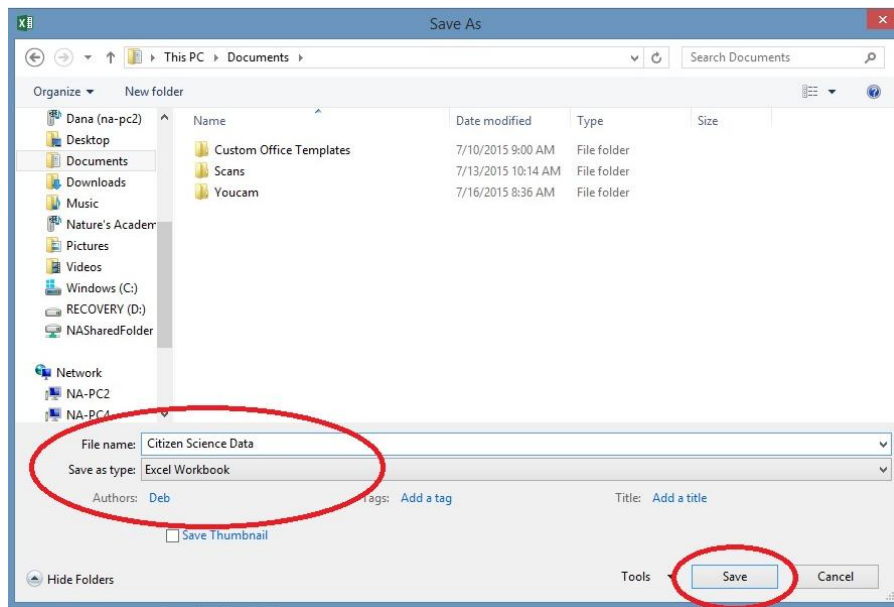 Save As
This PC Documents
Search Documents
Organize New folder
Name Date modified Type Size
Dana (na-pc2)
Desktop
Documents
Downloads
Music
Nature's Academ
Pictures
Videos
Windows (C:)
RECOVERY (D:)
NASharedFolder
Network
NA-PC2
NA-PC4
Custom Office Templates 7/10/2015 9:00 AM File folder
Scans 7/13/2015 10:14 AM File folder
Youcam 7/16/2015 8:36 AM File folder
File name: Citizen Science Data
Save as type: Excel Workbook
Authors: Deb Tags: Add a tag Title: Add a title
Save Thumbnail
Hide Folders Tools Save Cancel